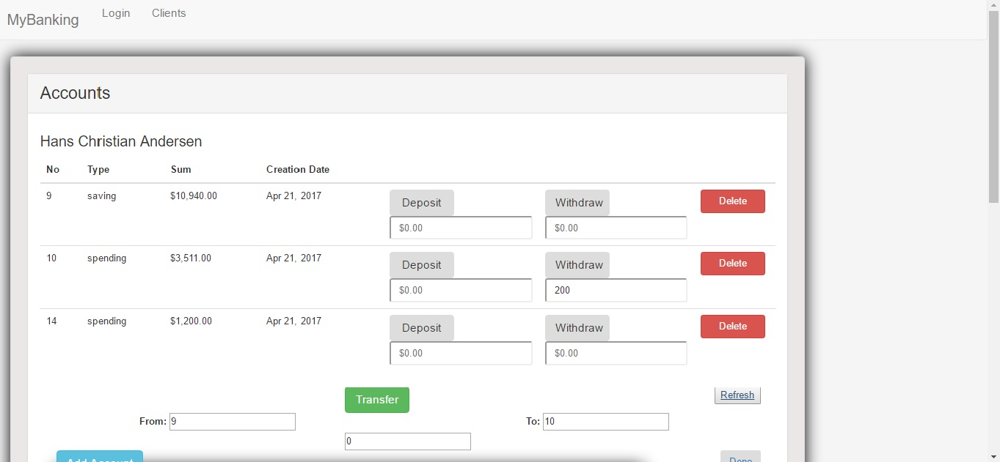 MyBanking Login Clients
Accounts
Hans Christian Andersen
No Type Sum Creation Date
9 saving $10,940.00 Apr 21, 2017 Deposit Withdraw Delete
$0.00 $0.00
10 spending $3,511.00 Apr 21, 2017 Deposit Withdraw Delete
$0.00 200
14 spending $1,200.00 Apr 21, 2017 Deposit Withdraw Delete
$0.00 $0.00
Transfer Refresh
From: 9 To: 10
0
Add Account Done